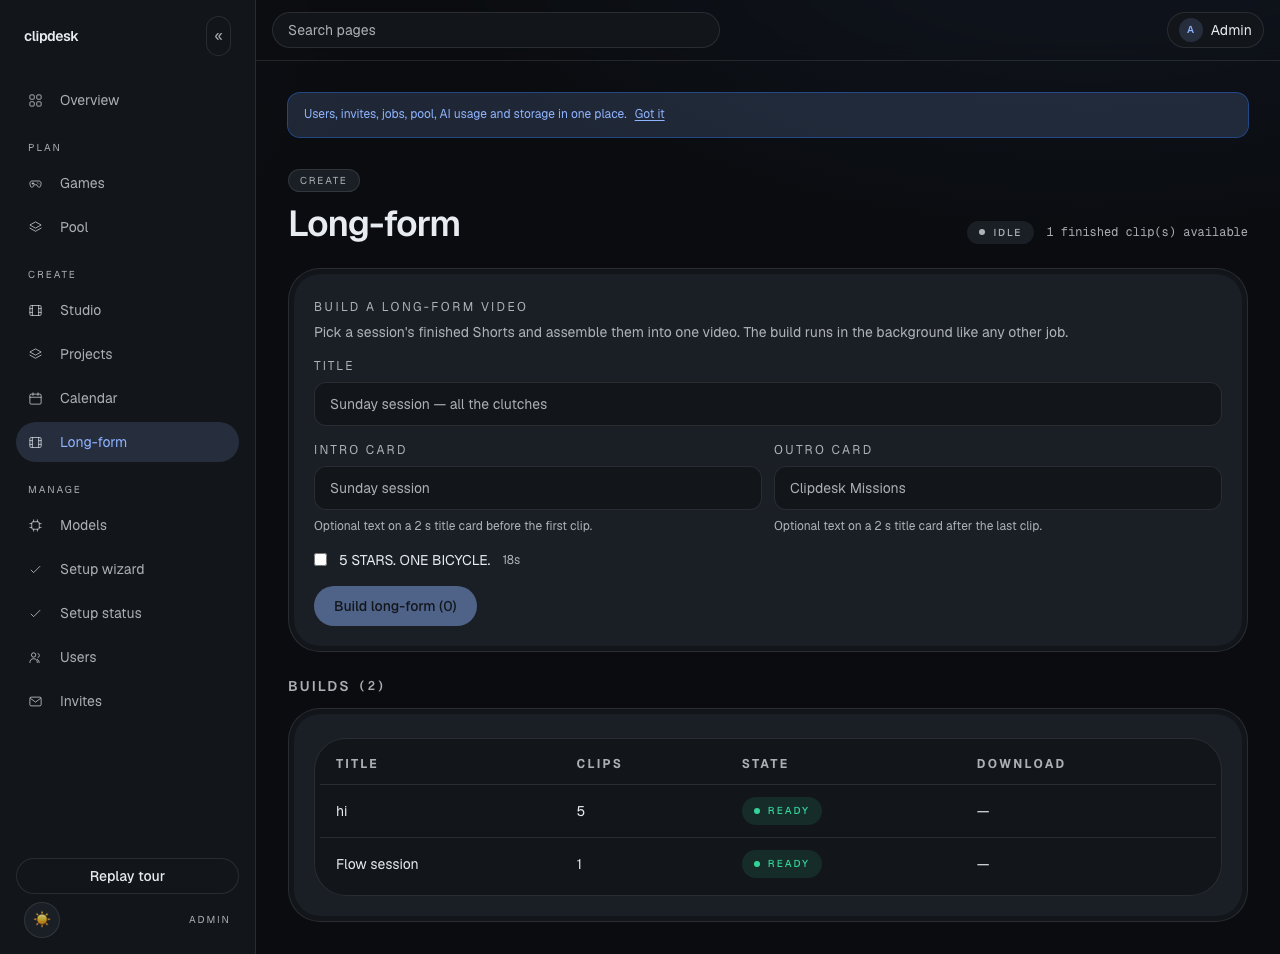 clipdesk
«
Search pages
A Admin
Overview
PLAN
Games
Pool
CREATE
Studio
Projects
Calendar
Long-form
MANAGE
Models
Setup wizard
Setup status
Users
Invites
Replay tour
ADMIN
Users, invites, jobs, pool, AI usage and storage in one place. Got it
CREATE
Long-form
IDLE 1 finished clip(s) available
BUILD A LONG-FORM VIDEO
Pick a session's finished Shorts and assemble them into one video. The build runs in the background like any other job.
TITLE
Sunday session — all the clutches
INTRO CARD OUTRO CARD
Sunday session Clipdesk Missions
Optional text on a 2 s title card before the first clip. Optional text on a 2 s title card after the last clip.
5 STARS. ONE BICYCLE. 18s
Build long-form (0)
BUILDS (2)
TITLE CLIPS STATE DOWNLOAD
hi 5 READY —
Flow session 1 READY —